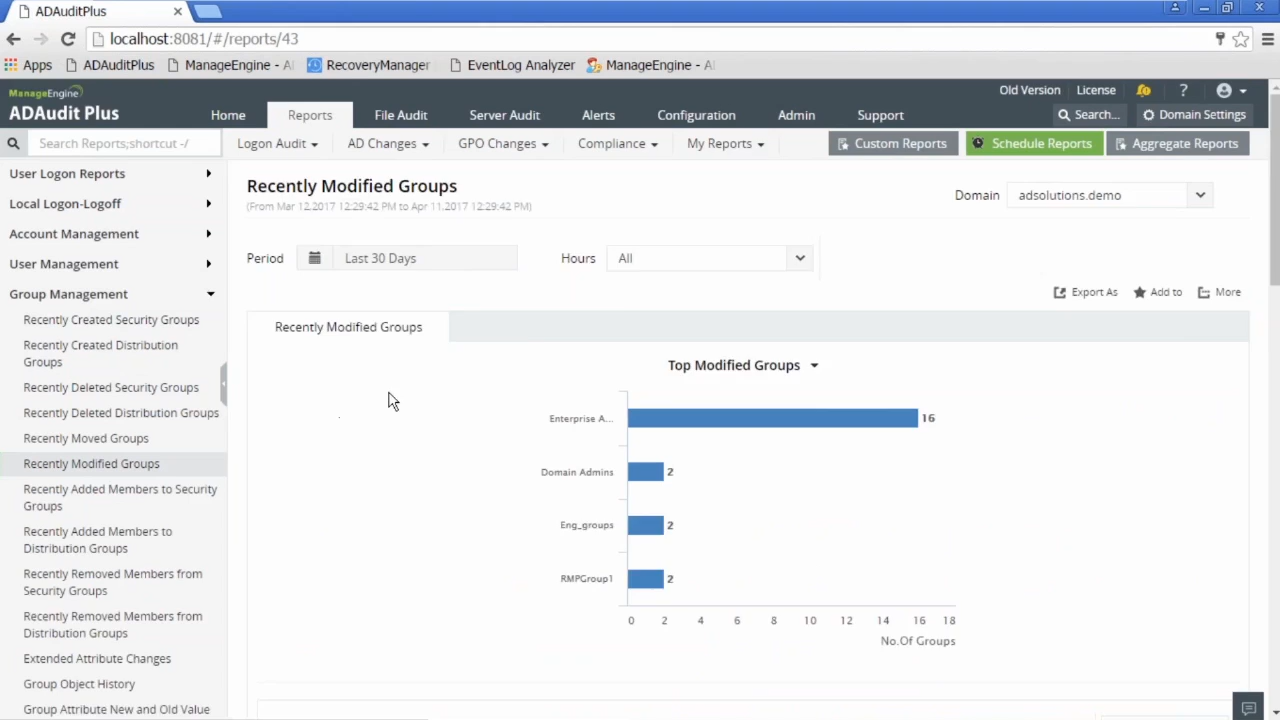 ADAuditPlus
localhost:8081/#/reports/43
Apps ADAuditPlus ManageEngine - AI RecoveryManager EventLog Analyzer ManageEngine - AI
ManageEngine
ADAudit Plus
Old Version License ?
Home Reports File Audit Server Audit Alerts Configuration Admin Support Search... Domain Settings
Search Reports;shortcut -/ Logon Audit AD Changes GPO Changes Compliance My Reports Custom Reports Schedule Reports Aggregate Reports
User Logon Reports
Local Logon-Logoff
Account Management
User Management
Group Management
Recently Created Security Groups
Recently Created Distribution
Groups
Recently Deleted Security Groups
Recently Deleted Distribution Groups
Recently Moved Groups
Recently Modified Groups
Recently Added Members to Security
Groups
Recently Added Members to
Distribution Groups
Recently Removed Members from
Security Groups
Recently Removed Members from
Distribution Groups
Extended Attribute Changes
Group Object History
Group Attribute New and Old Value
Recently Modified Groups
(From Mar 12,2017 12:29:42 PM to Apr 11,2017 12:29:42 PM)
Domain adsolutions.demo
Period Last 30 Days Hours All
Export As Add to More
Recently Modified Groups
Top Modified Groups
Enterprise A... 16
Domain Admins 2
Eng_groups 2
RMPGroup1 2
0 2 4 6 8 10 12 14 16 18
No.Of Groups